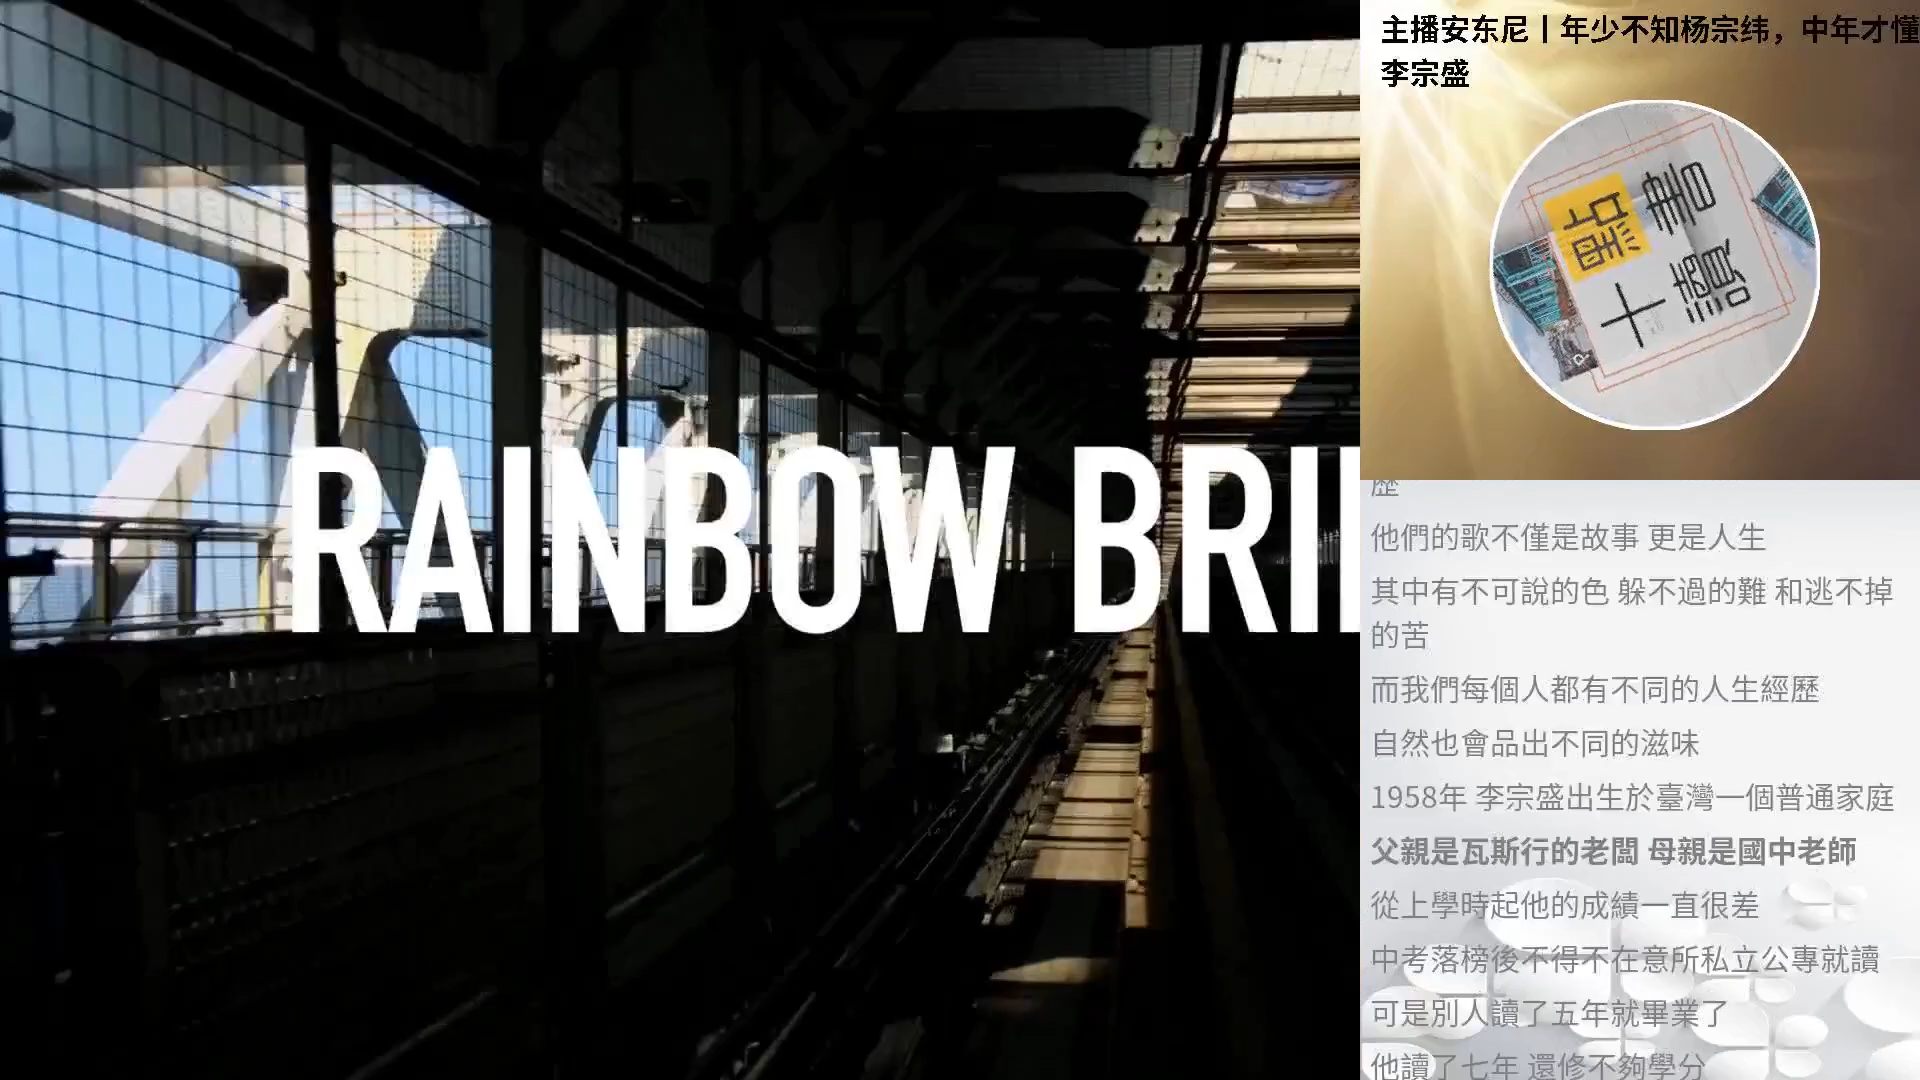 RAINBOW BRI
主播安东尼丨年少不知杨宗纬，中年才懂
李宗盛
歷
他們的歌不僅是故事 更是人生
其中有不可說的色 躲不過的難 和逃不掉
的苦
而我們每個人都有不同的人生經歷
自然也會品出不同的滋味
1958年 李宗盛出生於臺灣一個普通家庭
父親是瓦斯行的老闆 母親是國中老師
從上學時起他的成績一直很差
中考落榜後不得不在意所私立公專就讀
可是別人讀了五年就畢業了
他讀了七年 還修不夠學分